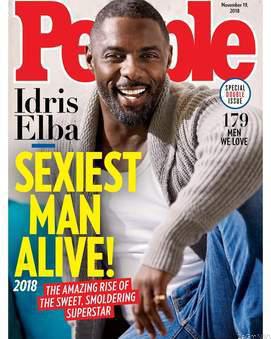 People
November 19,
2018
SPECIAL
DOUBLE
ISSUE
Idris
Elba
179
MEN
WE LOVE
SEXIEST
MAN
ALIVE!
2018
THE AMAZING RISE OF
THE SWEET, SMOLDERING
SUPERSTAR